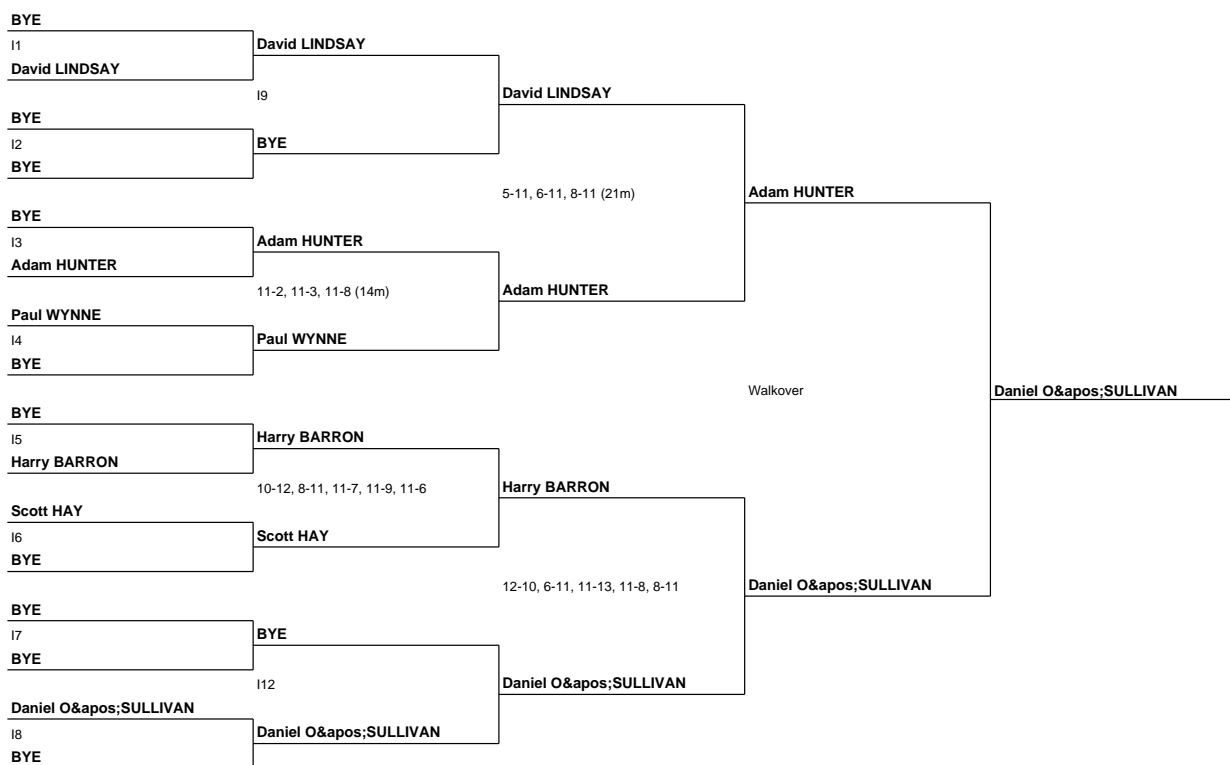 BYE
I1
David LINDSAY
David LINDSAY
I9
David LINDSAY
BYE
I2
BYE
BYE
5-11, 6-11, 8-11 (21m)
Adam HUNTER
BYE
I3
Adam HUNTER
Adam HUNTER
11-2, 11-3, 11-8 (14m)
Adam HUNTER
Paul WYNNE
I4
Paul WYNNE
BYE
Walkover
Daniel O&apos;SULLIVAN
BYE
I5
Harry BARRON
Harry BARRON
10-12, 8-11, 11-7, 11-9, 11-6
Harry BARRON
Scott HAY
I6
Scott HAY
BYE
12-10, 6-11, 11-13, 11-8, 8-11
Daniel O&apos;SULLIVAN
BYE
I7
BYE
BYE
I12
Daniel O&apos;SULLIVAN
Daniel O&apos;SULLIVAN
I8
Daniel O&apos;SULLIVAN
BYE